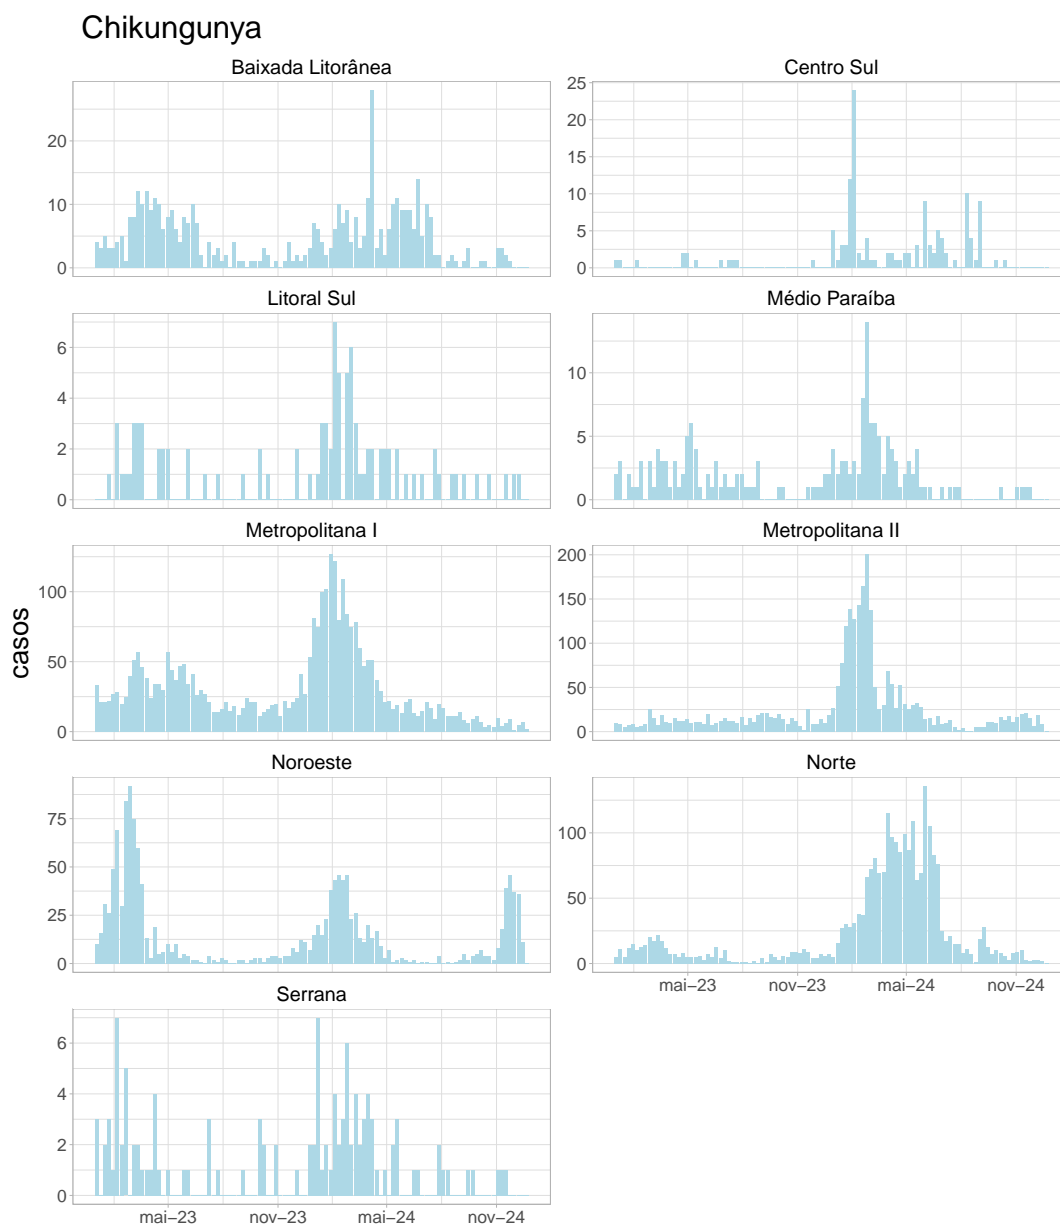 Chikungunya
Baixada Litorânea
Centro Sul
20
10
0
25
20
15
10
5
0
Litoral Sul
Médio Paraíba
6
4
2
0
10
5
0
Metropolitana I
Metropolitana II
casos
100
50
0
200
150
100
50
0
Noroeste
Norte
75
50
25
0
100
50
0
mai–23 nov–23 mai–24 nov–24
Serrana
6
4
2
0
mai–23 nov–23 mai–24 nov–24